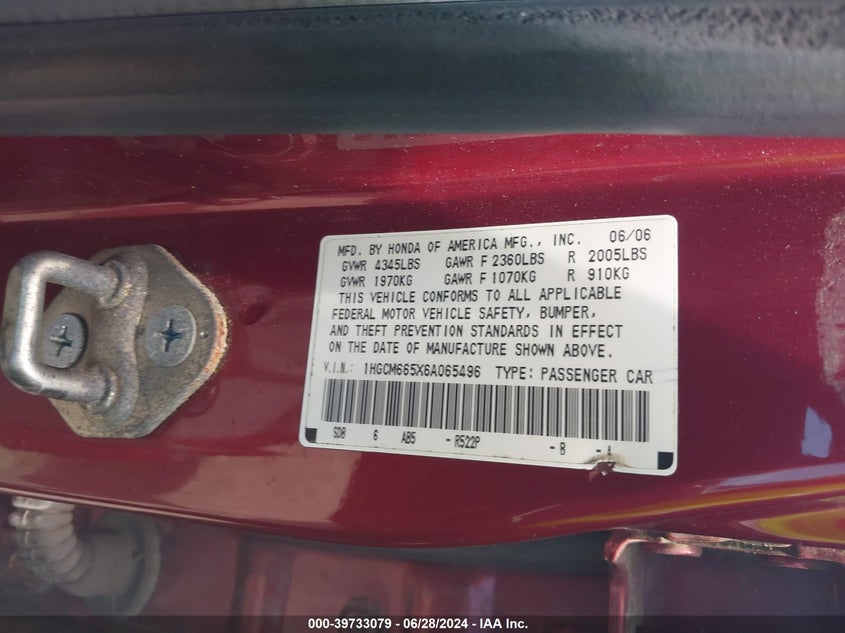 MFD. BY HONDA OF AMERICA MFG., INC. 06/06
GVWR 4345LBS GAWR F 2360LBS R 2005LBS
GVWR 1970KG GAWR F 1070KG R 910KG
THIS VEHICLE CONFORMS TO ALL APPLICABLE
FEDERAL MOTOR VEHICLE SAFETY, BUMPER,
AND THEFT PREVENTION STANDARDS IN EFFECT
ON THE DATE OF MANUFACTURE SHOWN ABOVE.
V.I.N.: 1HGCM665X6A065496 TYPE: PASSENGER CAR
SDB 6 AB5 - R522P - B - A
000-39733079 - 06/28/2024 - IAA Inc.